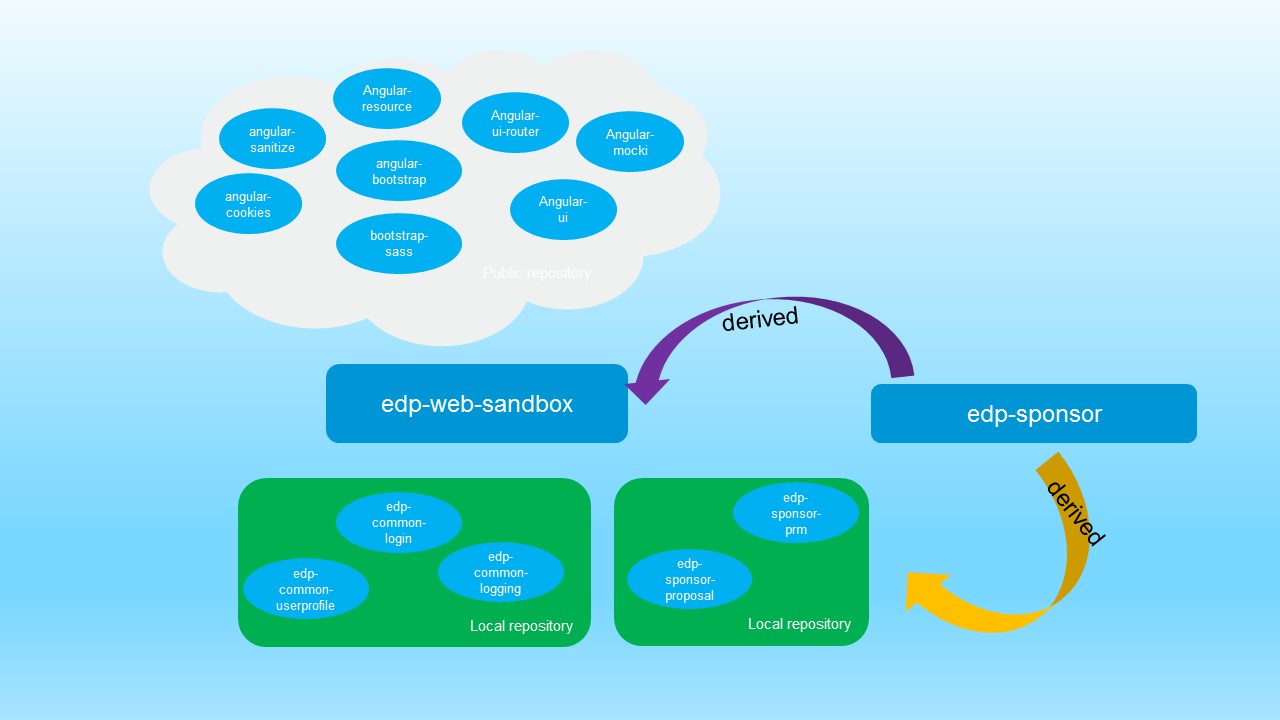 Angular-
resource
angular-
sanitize
Angular-
ui-router
Angular-
mocki
angular-
bootstrap
angular-
cookies
Angular-
ui
bootstrap-
sass
Public repository
derived
edp-web-sandbox
edp-sponsor
derived
edp-
common-
login
edp-
common-
logging
edp-
common-
userprofile
Local repository
edp-
sponsor-
prm
edp-
sponsor-
proposal
Local repository